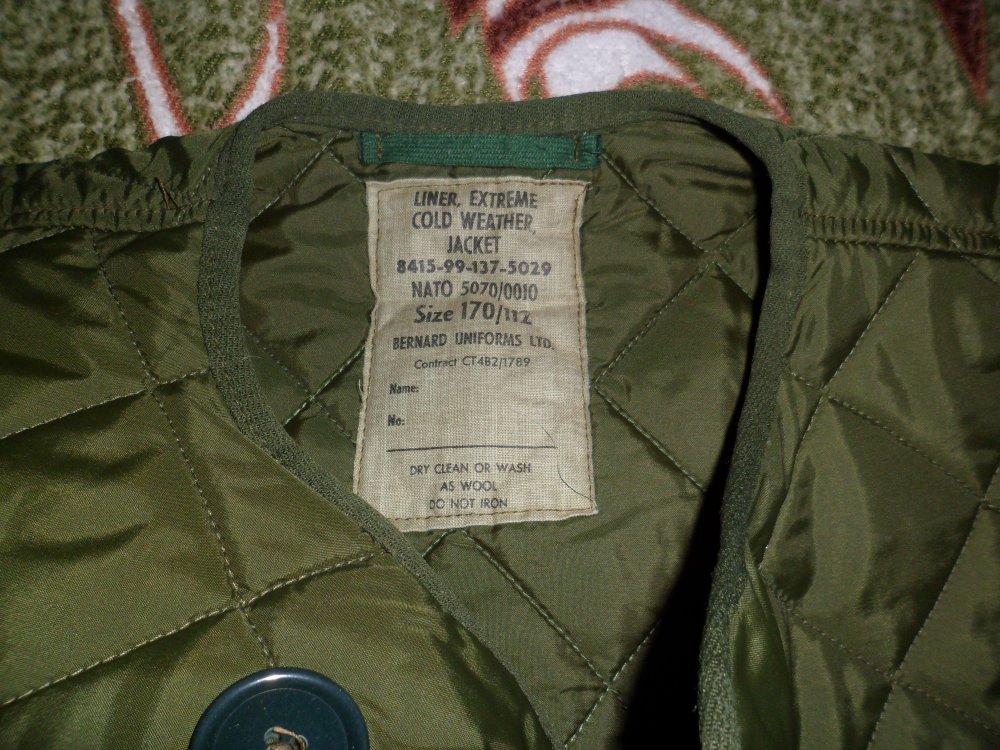 LINER, EXTREME
COLD WEATHER,
JACKET
8415-99-137-5029
NATO 5070/0010
Size 170/112
BERNARD UNIFORMS LTD.
Contract CT4B2/1789
Name:
No:
DRY CLEAN OR WASH
AS WOOL
DO NOT IRON